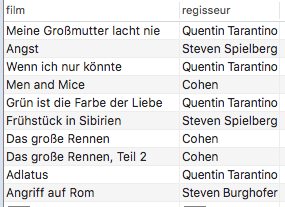 film regisseur
Meine Großmutter lacht nie Quentin Tarantino
Angst Steven Spielberg
Wenn ich nur könnte Quentin Tarantino
Men and Mice Cohen
Grün ist die Farbe der Liebe Quentin Tarantino
Frühstück in Sibirien Steven Spielberg
Das große Rennen Cohen
Das große Rennen, Teil 2 Cohen
Adlatus Quentin Tarantino
Angriff auf Rom Steven Burghofer